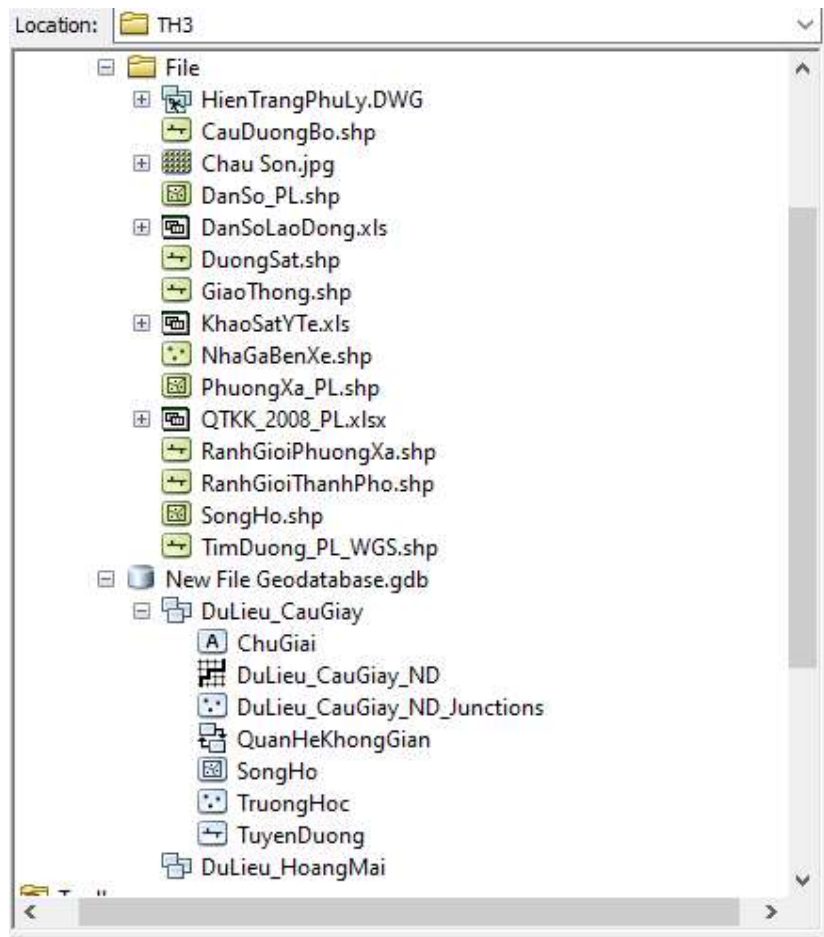 Location: TH3
File
HienTrangPhuLy.DWG
CauDuongBo.shp
Chau Son.jpg
DanSo_PL.shp
DanSoLaoDong.xls
DuongSat.shp
GiaoThong.shp
KhaoSatYTe.xls
NhaGaBenXe.shp
PhuongXa_PL.shp
QTKK_2008_PL.xlsx
RanhGioiPhuongXa.shp
RanhGioiThanhPho.shp
SongHo.shp
TimDuong_PL_WGS.shp
New File Geodatabase.gdb
DuLieu_CauGiay
A ChuGiai
DuLieu_CauGiay_ND
DuLieu_CauGiay_ND_Junctions
QuanHeKhongGian
SongHo
TruongHoc
TuyenDuong
DuLieu_HoangMai